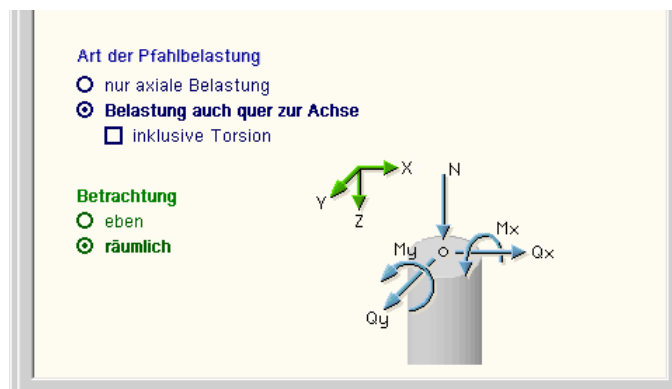 Art der Pfahlbelastung
nur axiale Belastung
Belastung auch quer zur Achse
inklusive Torsion
Betrachtung
eben
räumlich
X
Y
Z
N
Mx
My
Qx
Qy